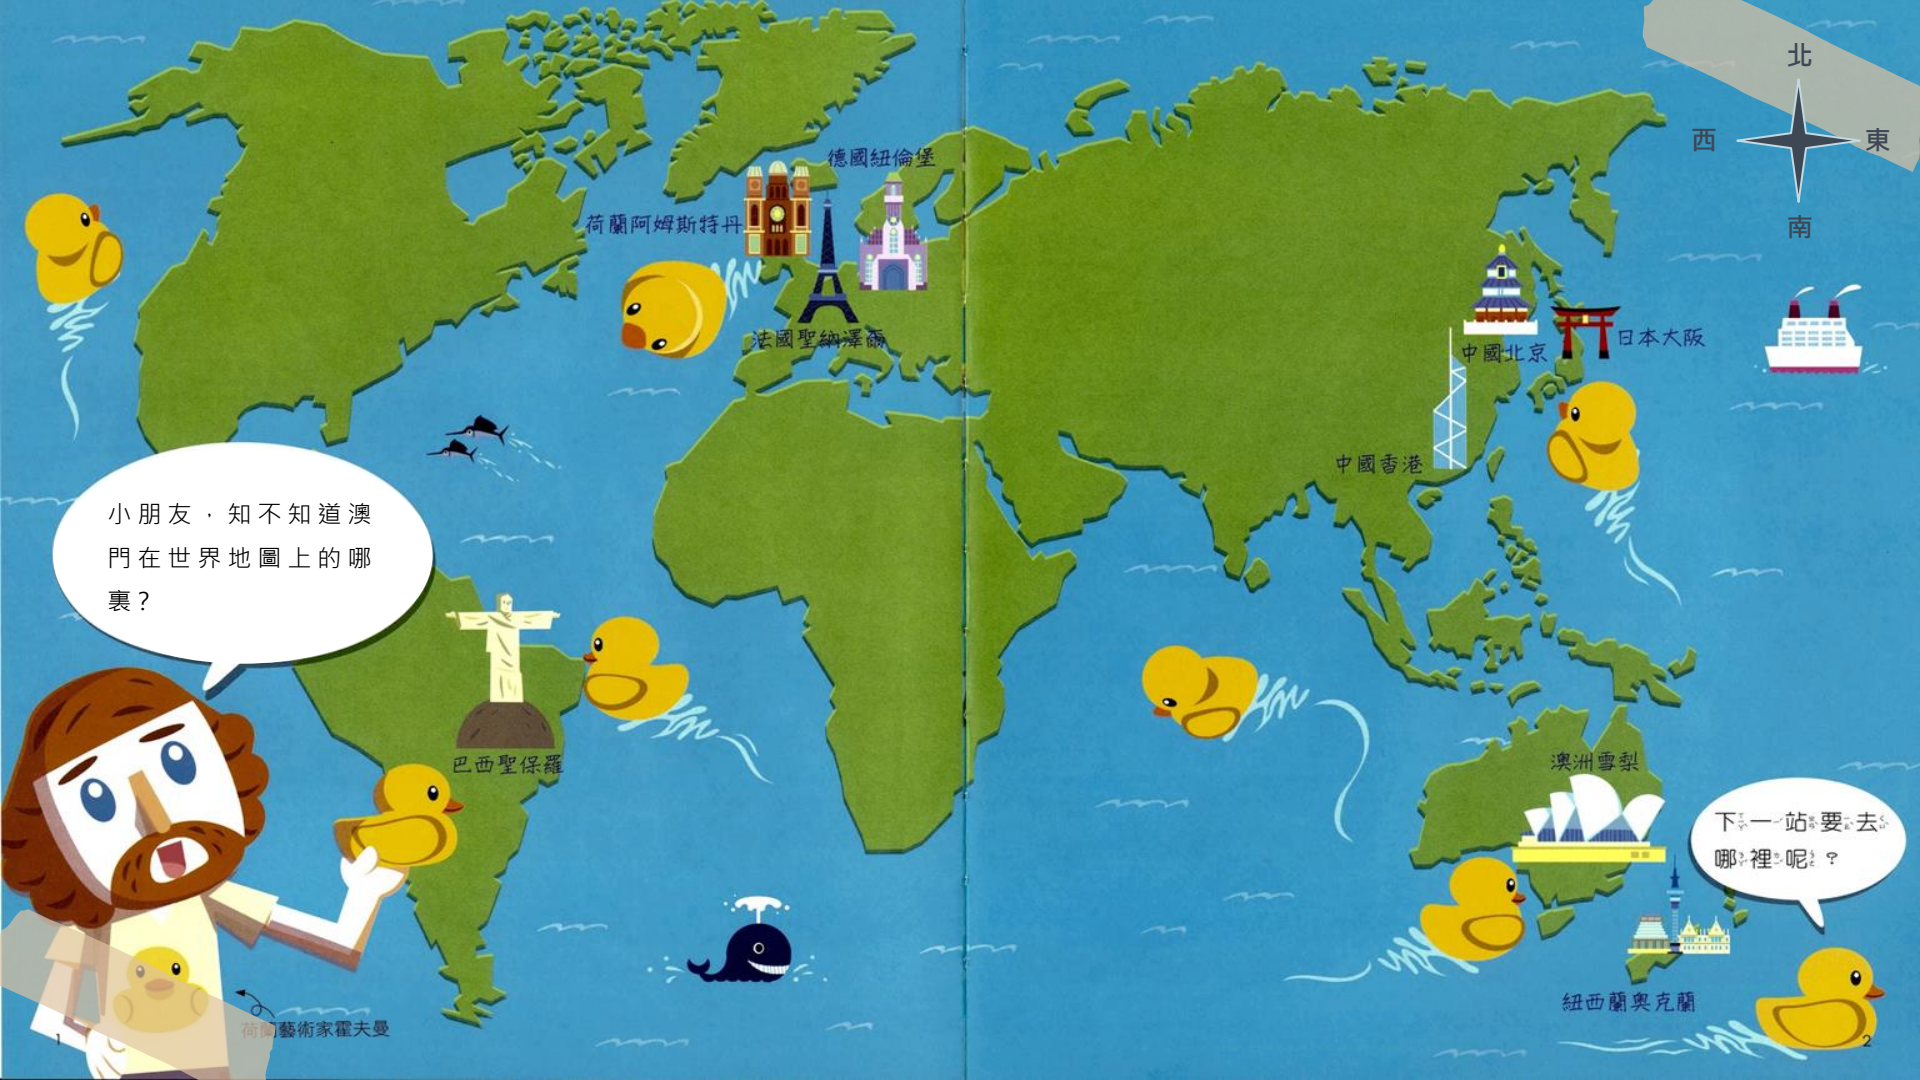 北
西
東
南
德國紐倫堡
荷蘭阿姆斯特丹
法國聖納澤爾
中國北京
日本大阪
中國香港
小朋友，知不知道澳
門在世界地圖上的哪
裏？
巴西聖保羅
澳洲雪梨
下一站要去
哪裡呢？
紐西蘭奧克蘭
荷蘭藝術家霍夫曼
1
2